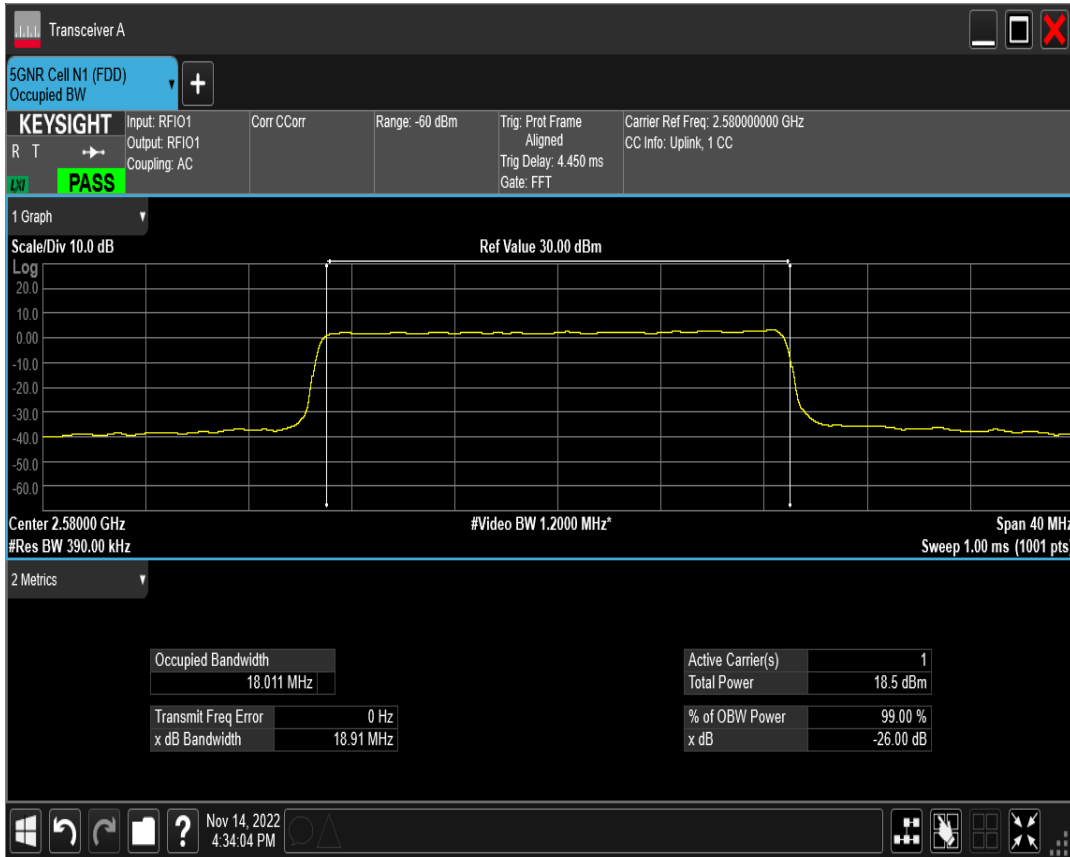 Transceiver A
5GNR Cell N1 (FDD)
Occupied BW
+
KEYSIGHT
R T
LXI PASS
Input: RFIO1
Output: RFIO1
Coupling: AC
Corr CCorr
Range: -60 dBm
Trig: Prot Frame
Aligned
Trig Delay: 4.450 ms
Gate: FFT
Carrier Ref Freq: 2.580000000 GHz
CC Info: Uplink, 1 CC
1 Graph
Scale/Div 10.0 dB
Ref Value 30.00 dBm
Log
20.0
10.0
0.00
-10.0
-20.0
-30.0
-40.0
-50.0
-60.0
Center 2.58000 GHz
#Video BW 1.2000 MHz*
Span 40 MHz
#Res BW 390.00 kHz
Sweep 1.00 ms (1001 pts)
2 Metrics
Occupied Bandwidth
18.011 MHz
Transmit Freq Error 0 Hz
x dB Bandwidth 18.91 MHz
Active Carrier(s) 1
Total Power 18.5 dBm
% of OBW Power 99.00 %
x dB -26.00 dB
?
Nov 14, 2022
4:34:04 PM